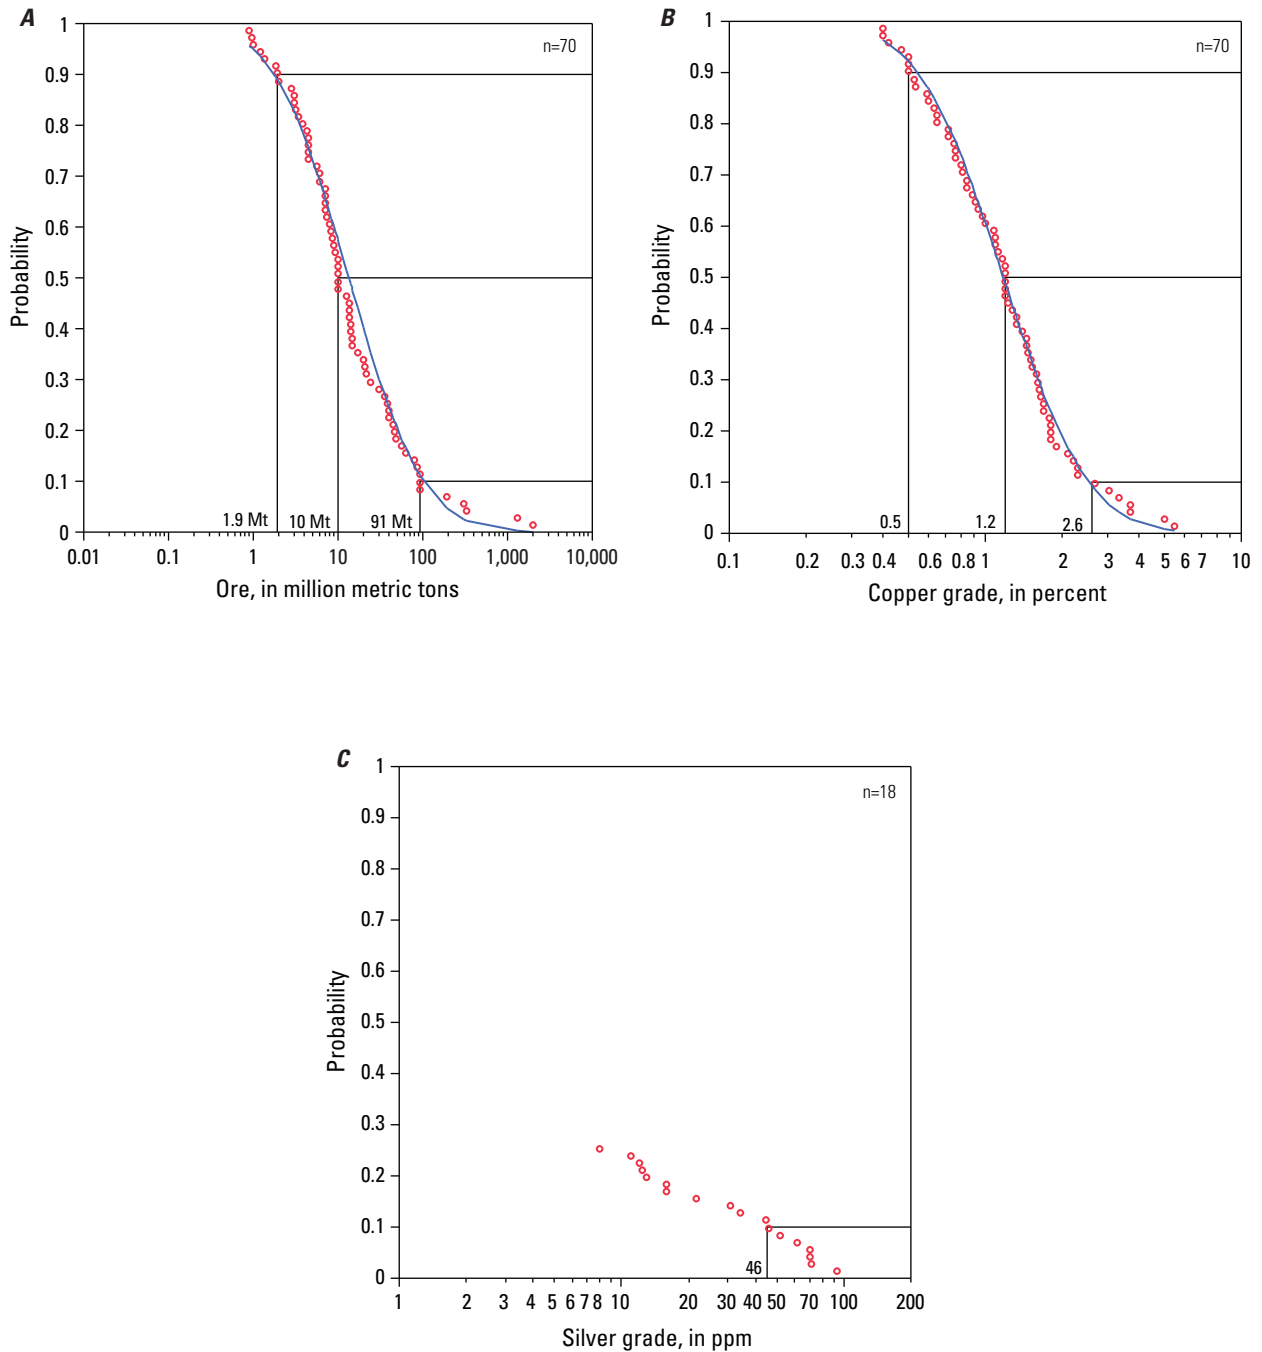 A
n=70
1
0.9
0.8
0.7
0.6
0.5
0.4
0.3
0.2
0.1
0
Probability
1.9 Mt 10 Mt 91 Mt
0.01 0.1 1 10 100 1,000 10,000
Ore, in million metric tons
B
n=70
1
0.9
0.8
0.7
0.6
0.5
0.4
0.3
0.2
0.1
0
Probability
0.5 1.2 2.6
0.1 0.2 0.3 0.4 0.6 0.8 1 2 3 4 5 6 7 10
Copper grade, in percent
C
n=18
1
0.9
0.8
0.7
0.6
0.5
0.4
0.3
0.2
0.1
0
Probability
46
1 2 3 4 5 6 7 8 10 20 30 40 50 70 100 200
Silver grade, in ppm